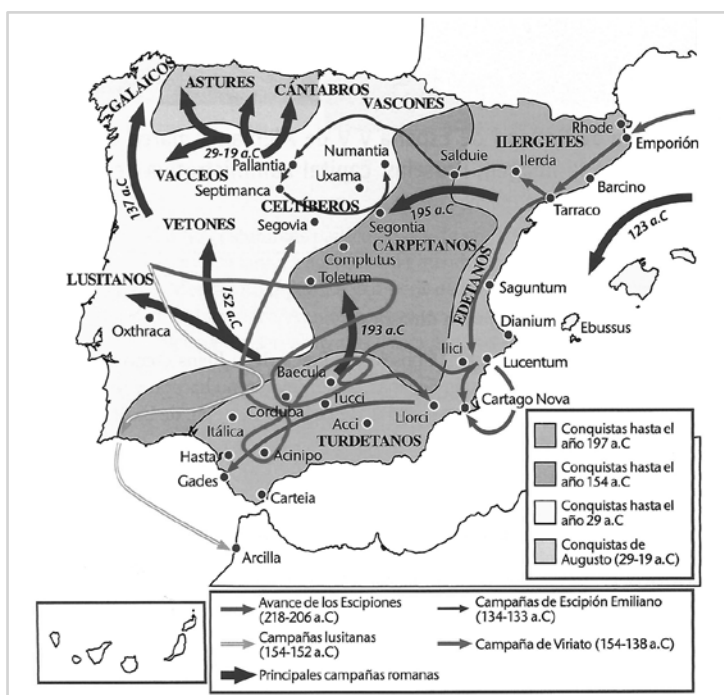 GALAICOS
ASTURES
CÁNTABROS
VASCONES
29-19 a.C
Pallantia
Numantia
VACCEOS
Septimanca
Uxama
137 a.C
CELTÍBEROS
VETONES
Segovia
Segontia
195 a.C
Salduie
Ilerda
ILERGETES
Rhode
Emporión
Barcino
Tarraco
CARPETANOS
Complutus
Toletum
123 a.C
LUSITANOS
152 a.C
Oxthraca
193 a.C
EDETANOS
Saguntum
Dianium
Ebussus
Ilici
Lucentum
Baecula
Tucci
Cartago Nova
Corduba
Llorci
Itálica
Acci
TURDETANOS
Hasta
Acinipo
Gades
Carteia
Arcilla
Conquistas hasta el
año 197 a.C
Conquistas hasta el
año 154 a.C
Conquistas hasta el
año 29 a.C
Conquistas de
Augusto (29-19 a.C)
Avance de los Escipiones
(218-206 a.C)
Campañas de Escipión Emiliano
(134-133 a.C)
Campañas lusitanas
(154-152 a.C)
Campaña de Viriato (154-138 a.C)
Principales campañas romanas